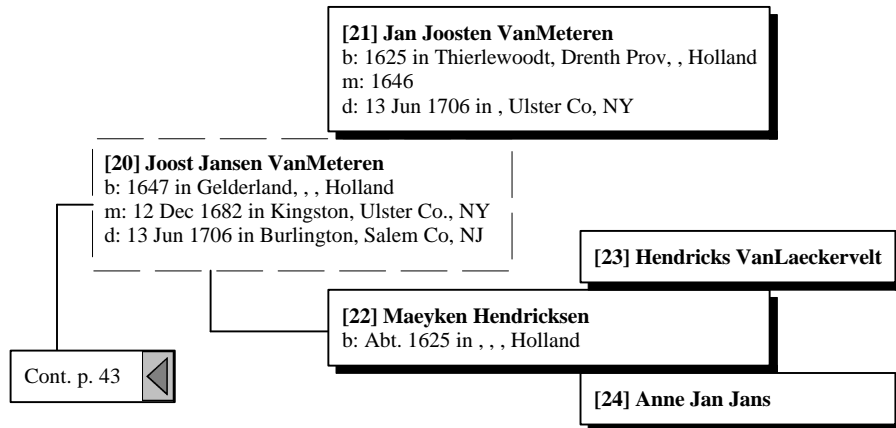 [21] Jan Joosten VanMeteren
b: 1625 in Thierlewoodt, Drenth Prov, , Holland
m: 1646
d: 13 Jun 1706 in , Ulster Co, NY
[20] Joost Jansen VanMeteren
b: 1647 in Gelderland, , , Holland
m: 12 Dec 1682 in Kingston, Ulster Co., NY
d: 13 Jun 1706 in Burlington, Salem Co, NJ
[23] Hendricks VanLaeckervelt
[22] Maeyken Hendricksen
b: Abt. 1625 in , , , Holland
Cont. p. 43
[24] Anne Jan Jans